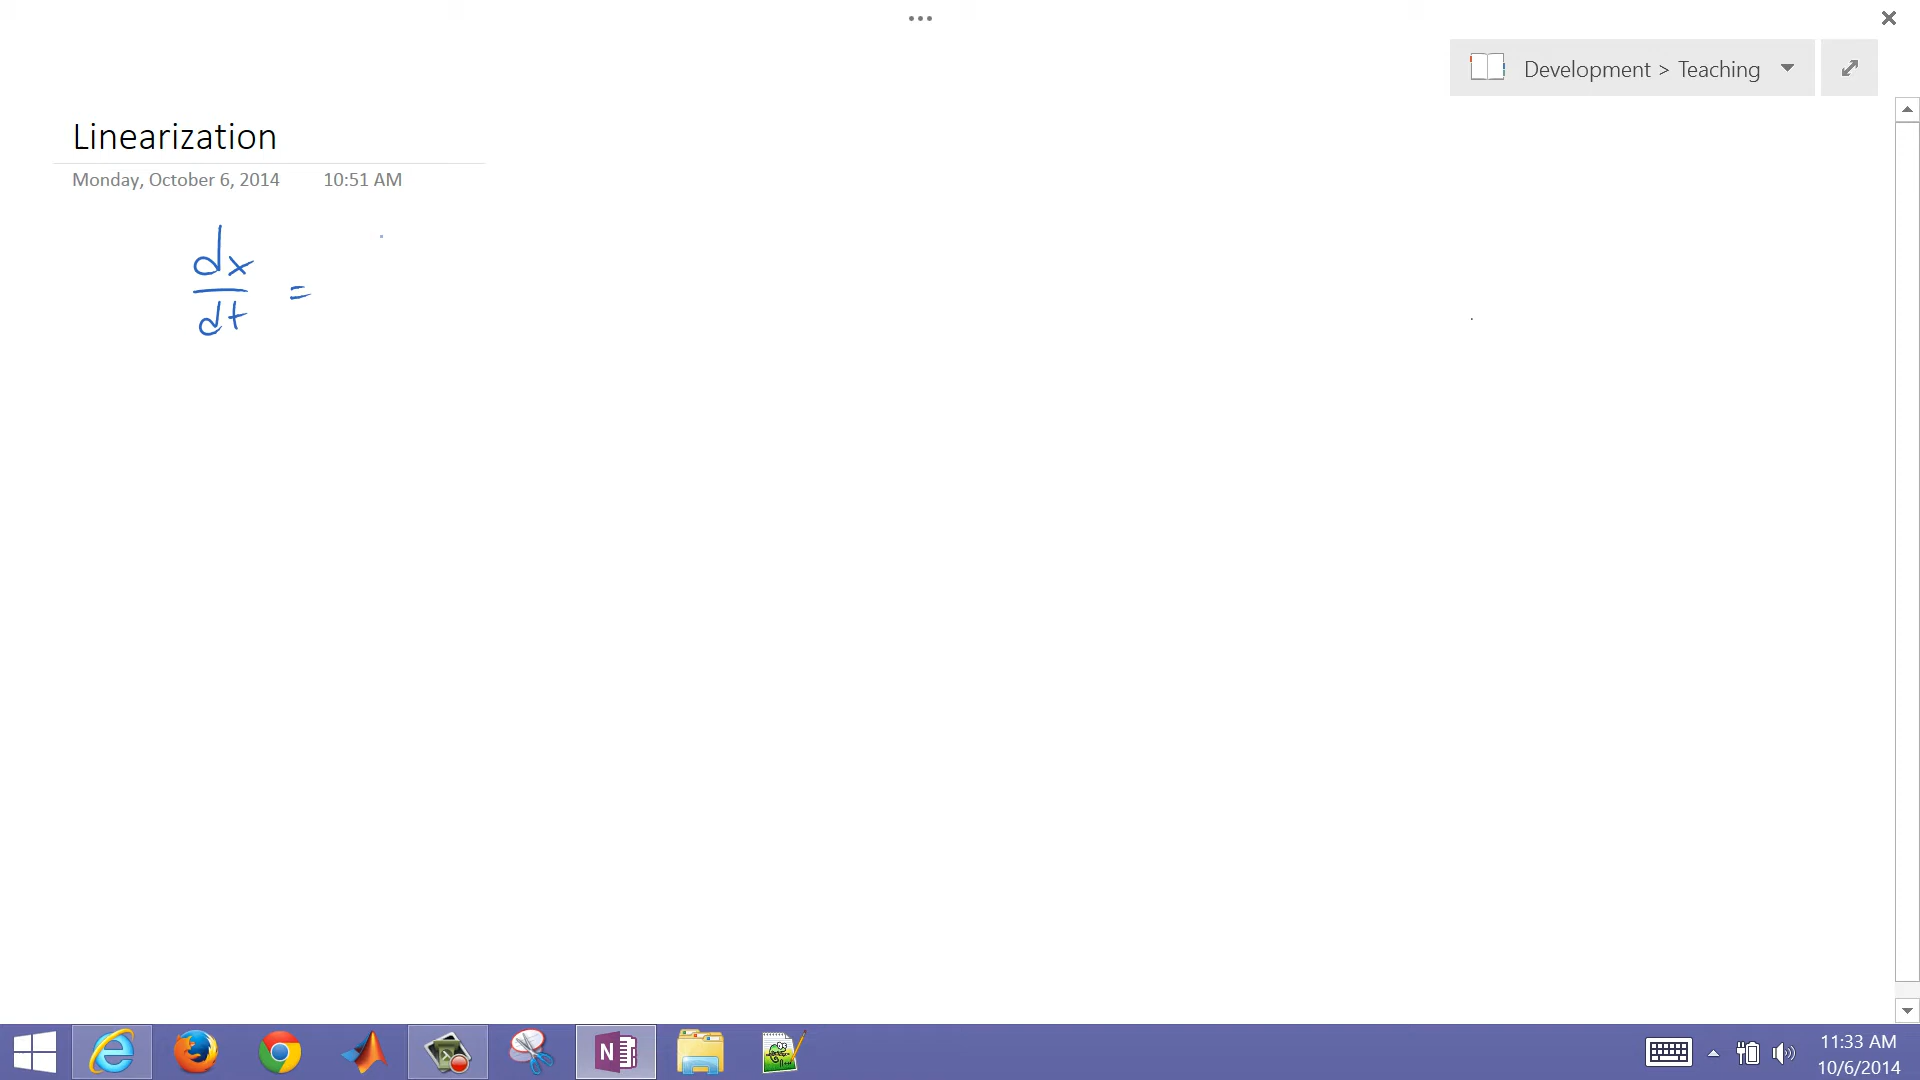 Development > Teaching
Linearization
Monday, October 6, 2014 10:51 AM
dx
dt
=
N
11:33 AM
10/6/2014